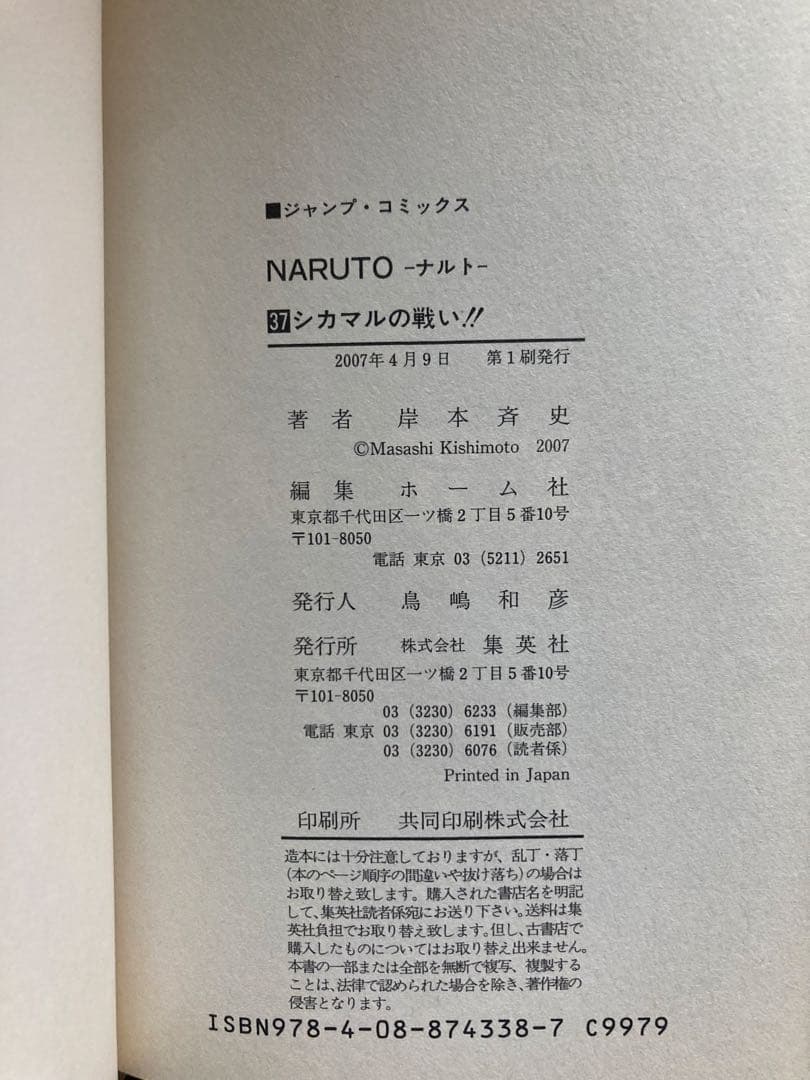 ■ジャンプ・コミックス
NARUTO -ナルト-
37シカマルの戦い!!
2007年4月9日 第1刷発行
著者 岸本斉史
©Masashi Kishimoto 2007
編集 ホーム社
東京都千代田区一ツ橋2丁目5番10号
〒101-8050
電話 東京 03 (5211) 2651
発行人 鳥嶋和彦
発行所 株式会社 集英社
東京都千代田区一ツ橋2丁目5番10号
〒101-8050
03 (3230) 6233 (編集部)
電話 東京 03 (3230) 6191 (販売部)
03 (3230) 6076 (読者係)
Printed in Japan
印刷所 共同印刷株式会社
造本には十分注意しておりますが、乱丁・落丁
(本のページ順序の間違いや抜け落ち)の場合は
お取り替え致します。購入された書店名を明記
して、集英社読者係宛にお送り下さい。送料は集
英社負担でお取り替え致します。但し、古書店で
購入したものについてはお取り替え出来ません。
本書の一部または全部を無断で複写、複製する
ことは、法律で認められた場合を除き、著作権の
侵害となります。
ISBN978-4-08-874338-7 C9979